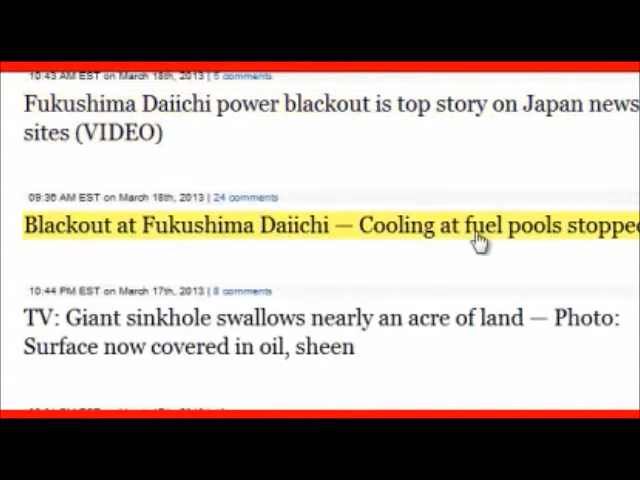 10:43 AM EST on March 18th, 2013 | 5 comments
Fukushima Daiichi power blackout is top story on Japan news
sites (VIDEO)
09:36 AM EST on March 18th, 2013 | 24 comments
Blackout at Fukushima Daiichi — Cooling at fuel pools stopped
10:44 PM EST on March 17th, 2013 | 8 comments
TV: Giant sinkhole swallows nearly an acre of land — Photo:
Surface now covered in oil, sheen